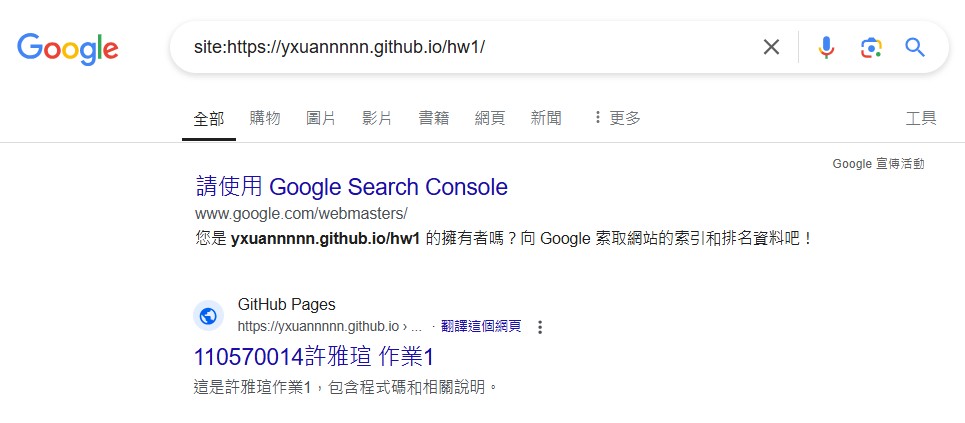 Google
site:https://yxuannnnn.github.io/hw1/
全部 購物 圖片 影片 書籍 網頁 新聞 更多 工具
Google 宣傳活動
請使用 Google Search Console
www.google.com/webmasters/
您是 yxuannnnn.github.io/hw1 的擁有者嗎？向 Google 索取網站的索引和排名資料吧！
GitHub Pages
https://yxuannnnn.github.io › ... · 翻譯這個網頁
110570014許雅瑄 作業1
這是許雅瑄作業1，包含程式碼和相關說明。